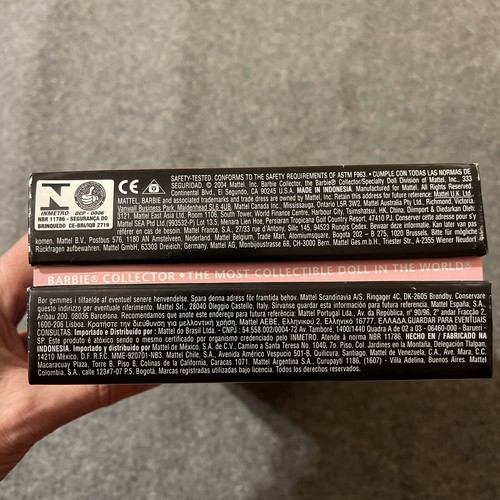 N
INMETRO OCP - 0006
NBR 11786 - SEGURANÇA DO
BRINQUEDO CE-BRI/IQB 2719
CE
SAFETY-TESTED. CONFORMS TO THE SAFETY REQUIREMENTS OF ASTM F963. • CUMPLE CON TODAS LAS NORMAS DE
SEGURIDAD. © 2004 Mattel, Inc. Barbie Collector, the Barbie® Collector/Specialty Doll Division of Mattel, Inc., 333
Continental Blvd., El Segundo, CA 90245 U.S.A. MADE IN INDONESIA. Manufactured for Mattel. All Rights Reserved.
MATTEL, BARBIE and associated trademarks and trade dress are owned by Mattel, Inc. Retain this address for future reference: Mattel U.K. Ltd.,
Vanwall Business Park, Maidenhead SL6 4UB. Mattel Canada Inc., Mississauga, Ontario L5R 3W2. Mattel Australia Pty Ltd., Richmond, Victoria.
3121. Mattel East Asia Ltd, Room 1106, South Tower, World Finance Centre, Harbour City, Tsimshatsui, HK, China. Diimport & Diedarkan Oleh:
Mattel SEA Ptd Ltd.(993532-P) Lot 13.5, Menara Lien Hoe, Persiaran Tropicana Golf Country Resort, 47410 PJ. Conserve cette adresse pour s'y
référer en cas de besoin. Mattel France, S.A., 27/33 rue d'Antony, Silic 145, 94523 Rungis Cedex. Bewaar deze informatie. Kan later van pas
komen. Mattel B.V., Postbus 576, 1180 AN Amstelveen, Nederland. Mattel Belgium, Trade Mart, Atomiumsquare, Bogota 202 – B 275, 1020 Brussels. Bitte für mögliche
Mattel GmbH, 63303 Dreieich, Germany. Mattel AG, Monbijoustrasse 68, CH-3000 Bern. Mattel Ges.m.b.H., Triester Str., A-2355 Wiener Neudorf.
BARBIE® COLLECTOR • THE MOST COLLECTIBLE DOLL IN THE WORLD™
Bør gemmes i tilfælde af eventuel senere henvendelse. Spara denna adress för framtida behov. Mattel Scandinavia A/S, Ringager 4C, DK-2605 Brøndby. Conservare
questo indirizzo per eventuale riferimento. Mattel Srl., 28040 Oleggio Castello, Italy. Sírvanse guardar esta información para futura referencia. Mattel España, S.A.,
Aribau 200. 08036 Barcelona. Recomendamos que anote este endereço para futura referência: Mattel Portugal Lda., Av. da República, nº 90/96, 2º andar Fracção 2,
1600-206 Lisboa. Κρατήστε την διεύθυνση για μελλοντική χρήση. Mattel AEBE, Ελληνικού 2, Ελληνικό 16777, ΕΛΛΑΔΑ GUARDAR PARA EVENTUAIS
CONSULTAS. Importado e Distribuido por : Mattel do Brasil Ltda. - CNPJ : 54.558.002/0004-72 Av. Tamboré, 1400/1440 Quadra A de 02 a 03 - 06460-000 - Barueri -
SP. Este produto é atóxico sendo o mesmo certificado por organismo credenciado pelo INMETRO. Atende à norma NBR 11786. HECHO EN / FABRICADO NA
INDONESIA. Importado y distribuido por Mattel de México, S.A. de C.V., Camino a Santa Teresa No. 1040, 7o. Piso, Col. Jardines en la Montaña, Delegación Tlalpan,
14210 México, D.F. R.F.C. MME-920701-NB3. Mattel Chile, S.A., Avenida Américo Vespucio 501-B, Quilicura, Santiago. Mattel de Venezuela, C.A., Ave. Mara, C.C.
Macaracuay Plaza, Torre B, Piso 8, Colinas de la California, Caracas 1071. Mattel Argentina S.A., Curupaytí 1186, (1607) - Villa Adelina, Buenos Aires. Mattel
Colombia, S.A., calle 123#7-07 P.5, Bogotá. Marcas registradas utilizadas bajo licencia. Todos los derechos reservados.